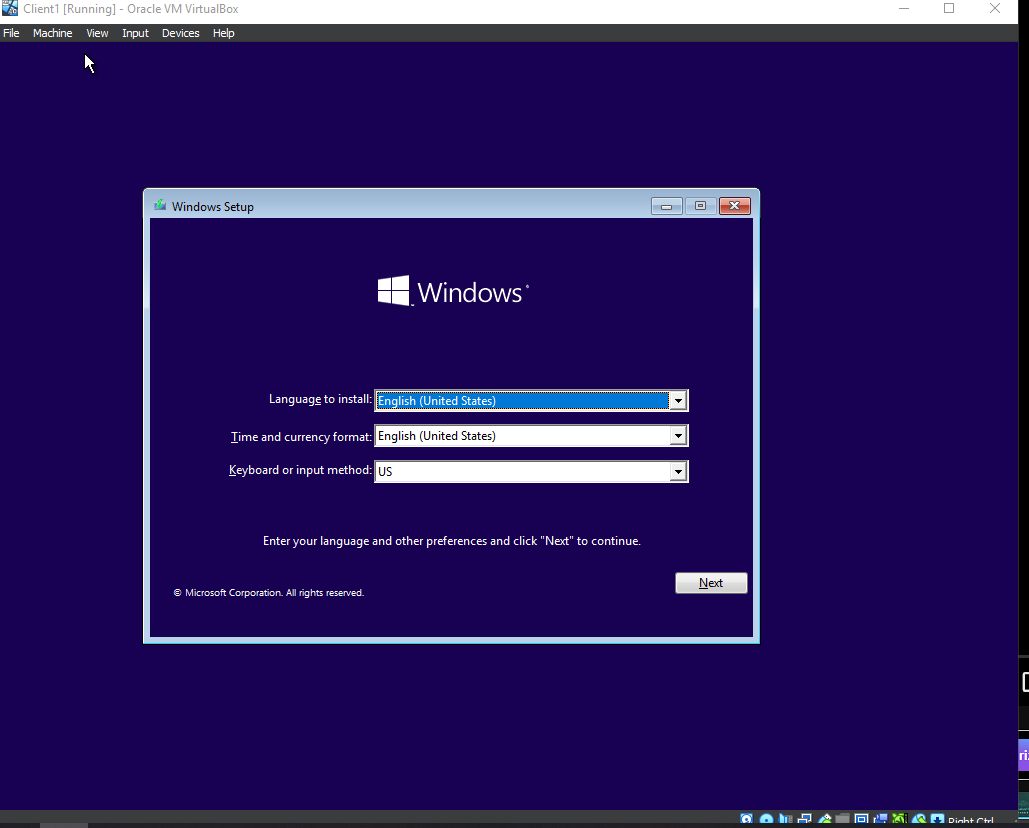 Client1 [Running] - Oracle VM VirtualBox
File Machine View Input Devices Help
Windows Setup
Windows
Language to install: English (United States)
Time and currency format: English (United States)
Keyboard or input method: US
Enter your language and other preferences and click "Next" to continue.
Next
© Microsoft Corporation. All rights reserved.
Right Ctrl